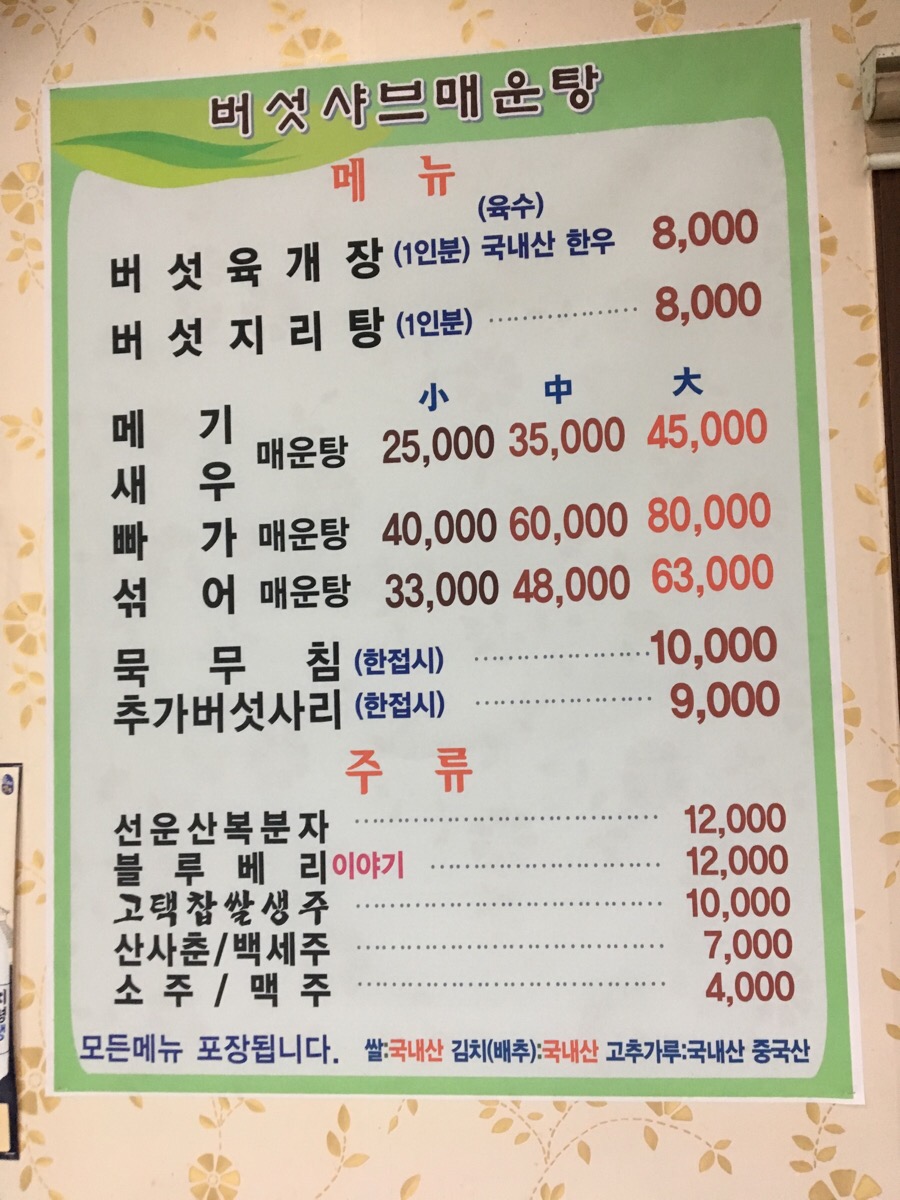 버섯샤브매운탕
메뉴
(육수)
버섯육개장 (1인분) 국내산 한우 8,000
버섯지리탕 (1인분) ·················· 8,000
小 中 大
메기
새우 매운탕 25,000 35,000 45,000
빠가 매운탕 40,000 60,000 80,000
섞어 매운탕 33,000 48,000 63,000
묵무침 (한접시) ····················· 10,000
추가버섯사리 (한접시) ····················· 9,000
주류
선운산복분자 ····························· 12,000
블루베리이야기 ······················ 12,000
고택찹쌀생주 ····························· 10,000
산사춘/백세주 ····························· 7,000
소주/맥주 ····························· 4,000
모든메뉴 포장됩니다. 쌀:국내산 김치(배추):국내산 고추가루:국내산 중국산